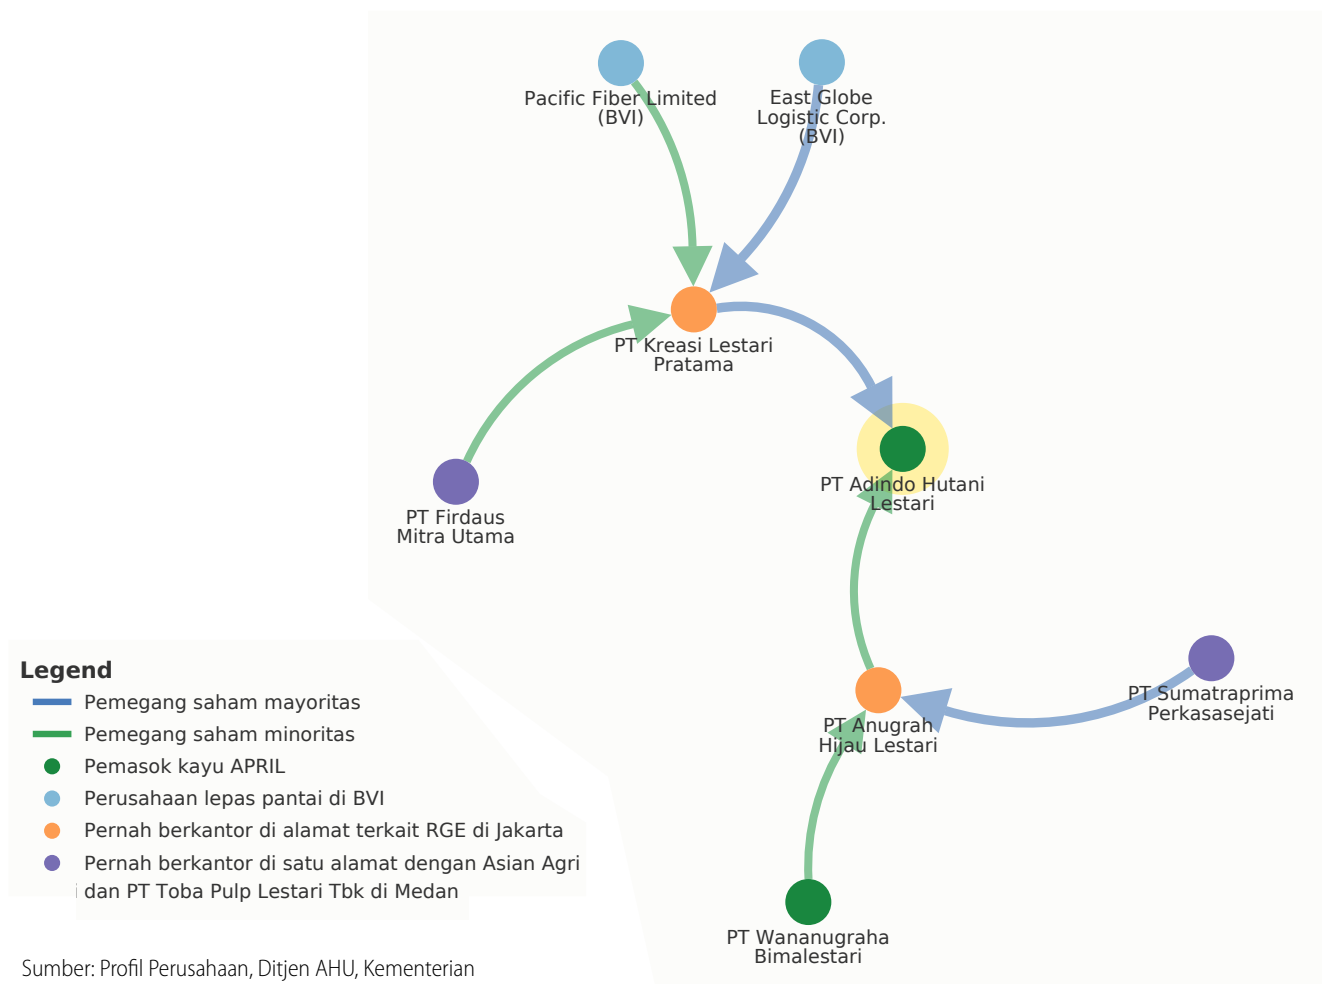 Pacific Fiber Limited
(BVI)
East Globe
Logistic Corp.
(BVI)
PT Kreasi Lestari
Pratama
PT Adindo Hutani
Lestari
PT Firdaus
Mitra Utama
PT Sumatraprima
Perkasasejati
PT Anugrah
Hijau Lestari
PT Wananugraha
Bimalestari
Legend
Pemegang saham mayoritas
Pemegang saham minoritas
Pemasok kayu APRIL
Perusahaan lepas pantai di BVI
Pernah berkantor di alamat terkait RGE di Jakarta
Pernah berkantor di satu alamat dengan Asian Agri
dan PT Toba Pulp Lestari Tbk di Medan
Sumber: Profil Perusahaan, Ditjen AHU, Kementerian